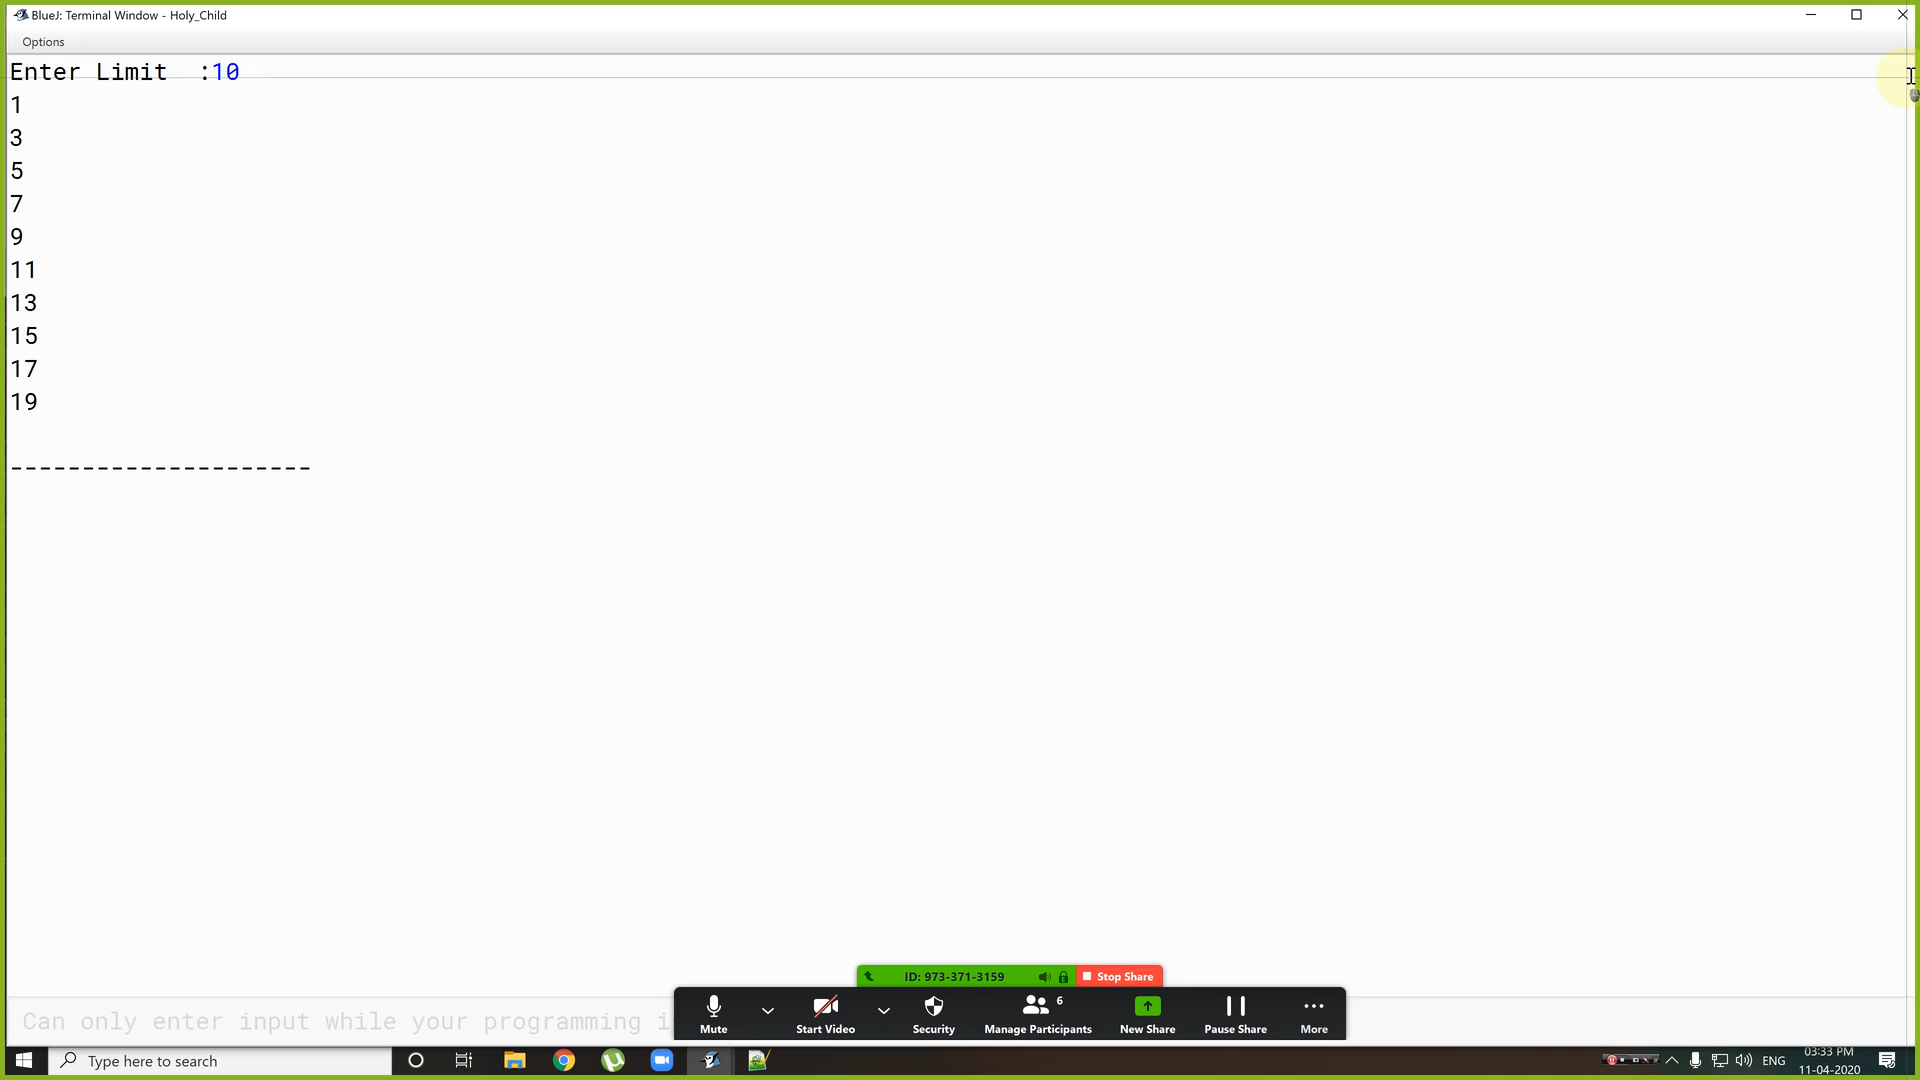 BlueJ: Terminal Window - Holy_Child
Options
Enter Limit  :10
1
3
5
7
9
11
13
15
17
19
---------------------
ID: 973-371-3159 Stop Share
Can only enter input while your programming i
Mute Start Video Security 6 Manage Participants New Share Pause Share More
Type here to search
ENG
03:33 PM
11-04-2020